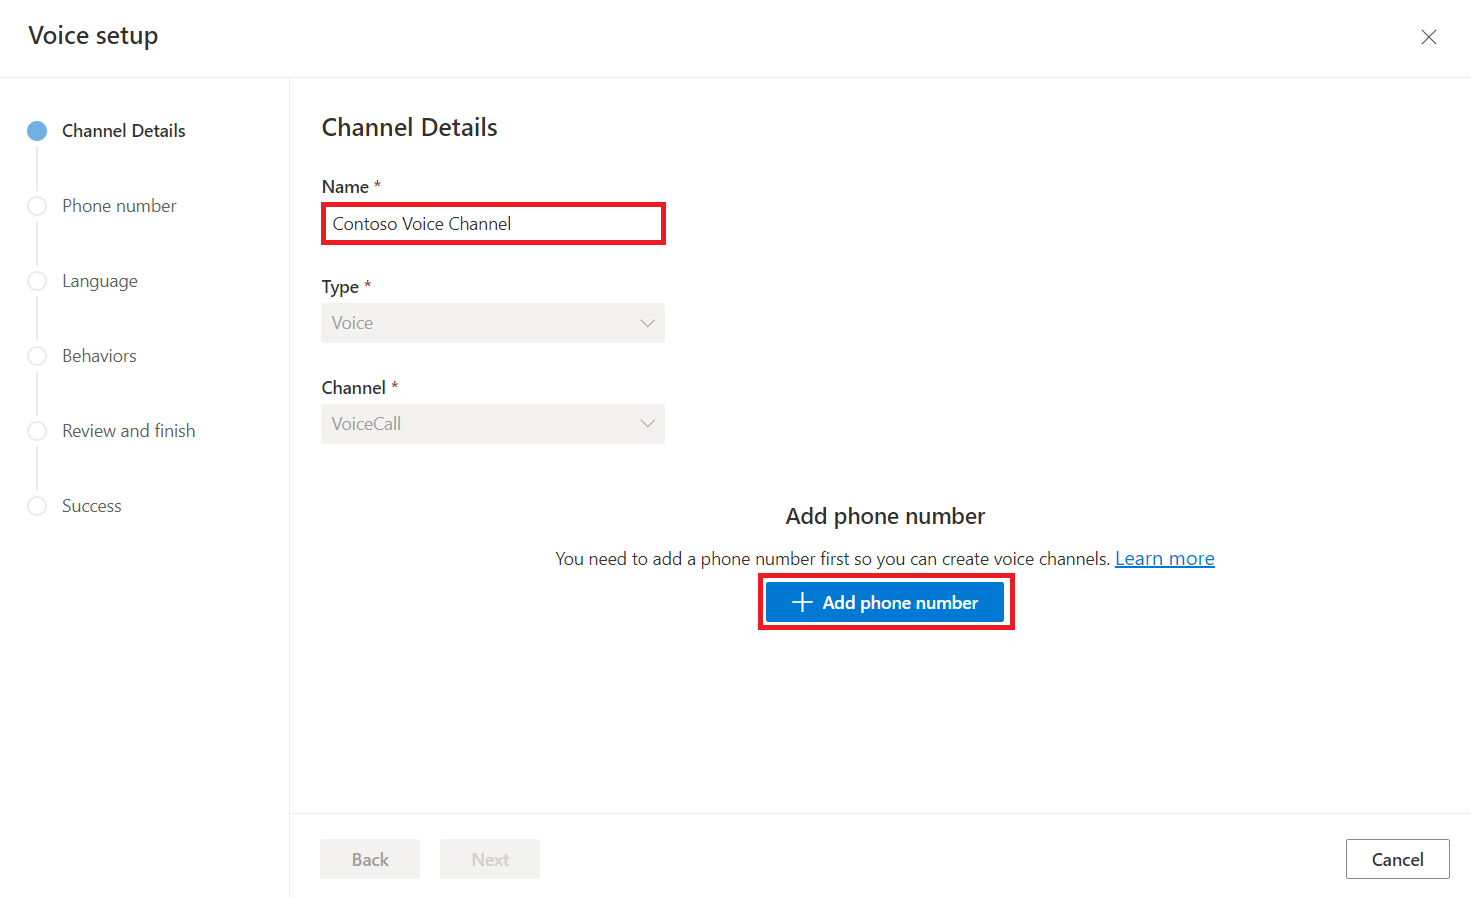 Voice setup
Channel Details
Phone number
Language
Behaviors
Review and finish
Success
Channel Details
Name *
Contoso Voice Channel
Type *
Voice
Channel *
VoiceCall
Add phone number
You need to add a phone number first so you can create voice channels. Learn more
Add phone number
Back
Next
Cancel